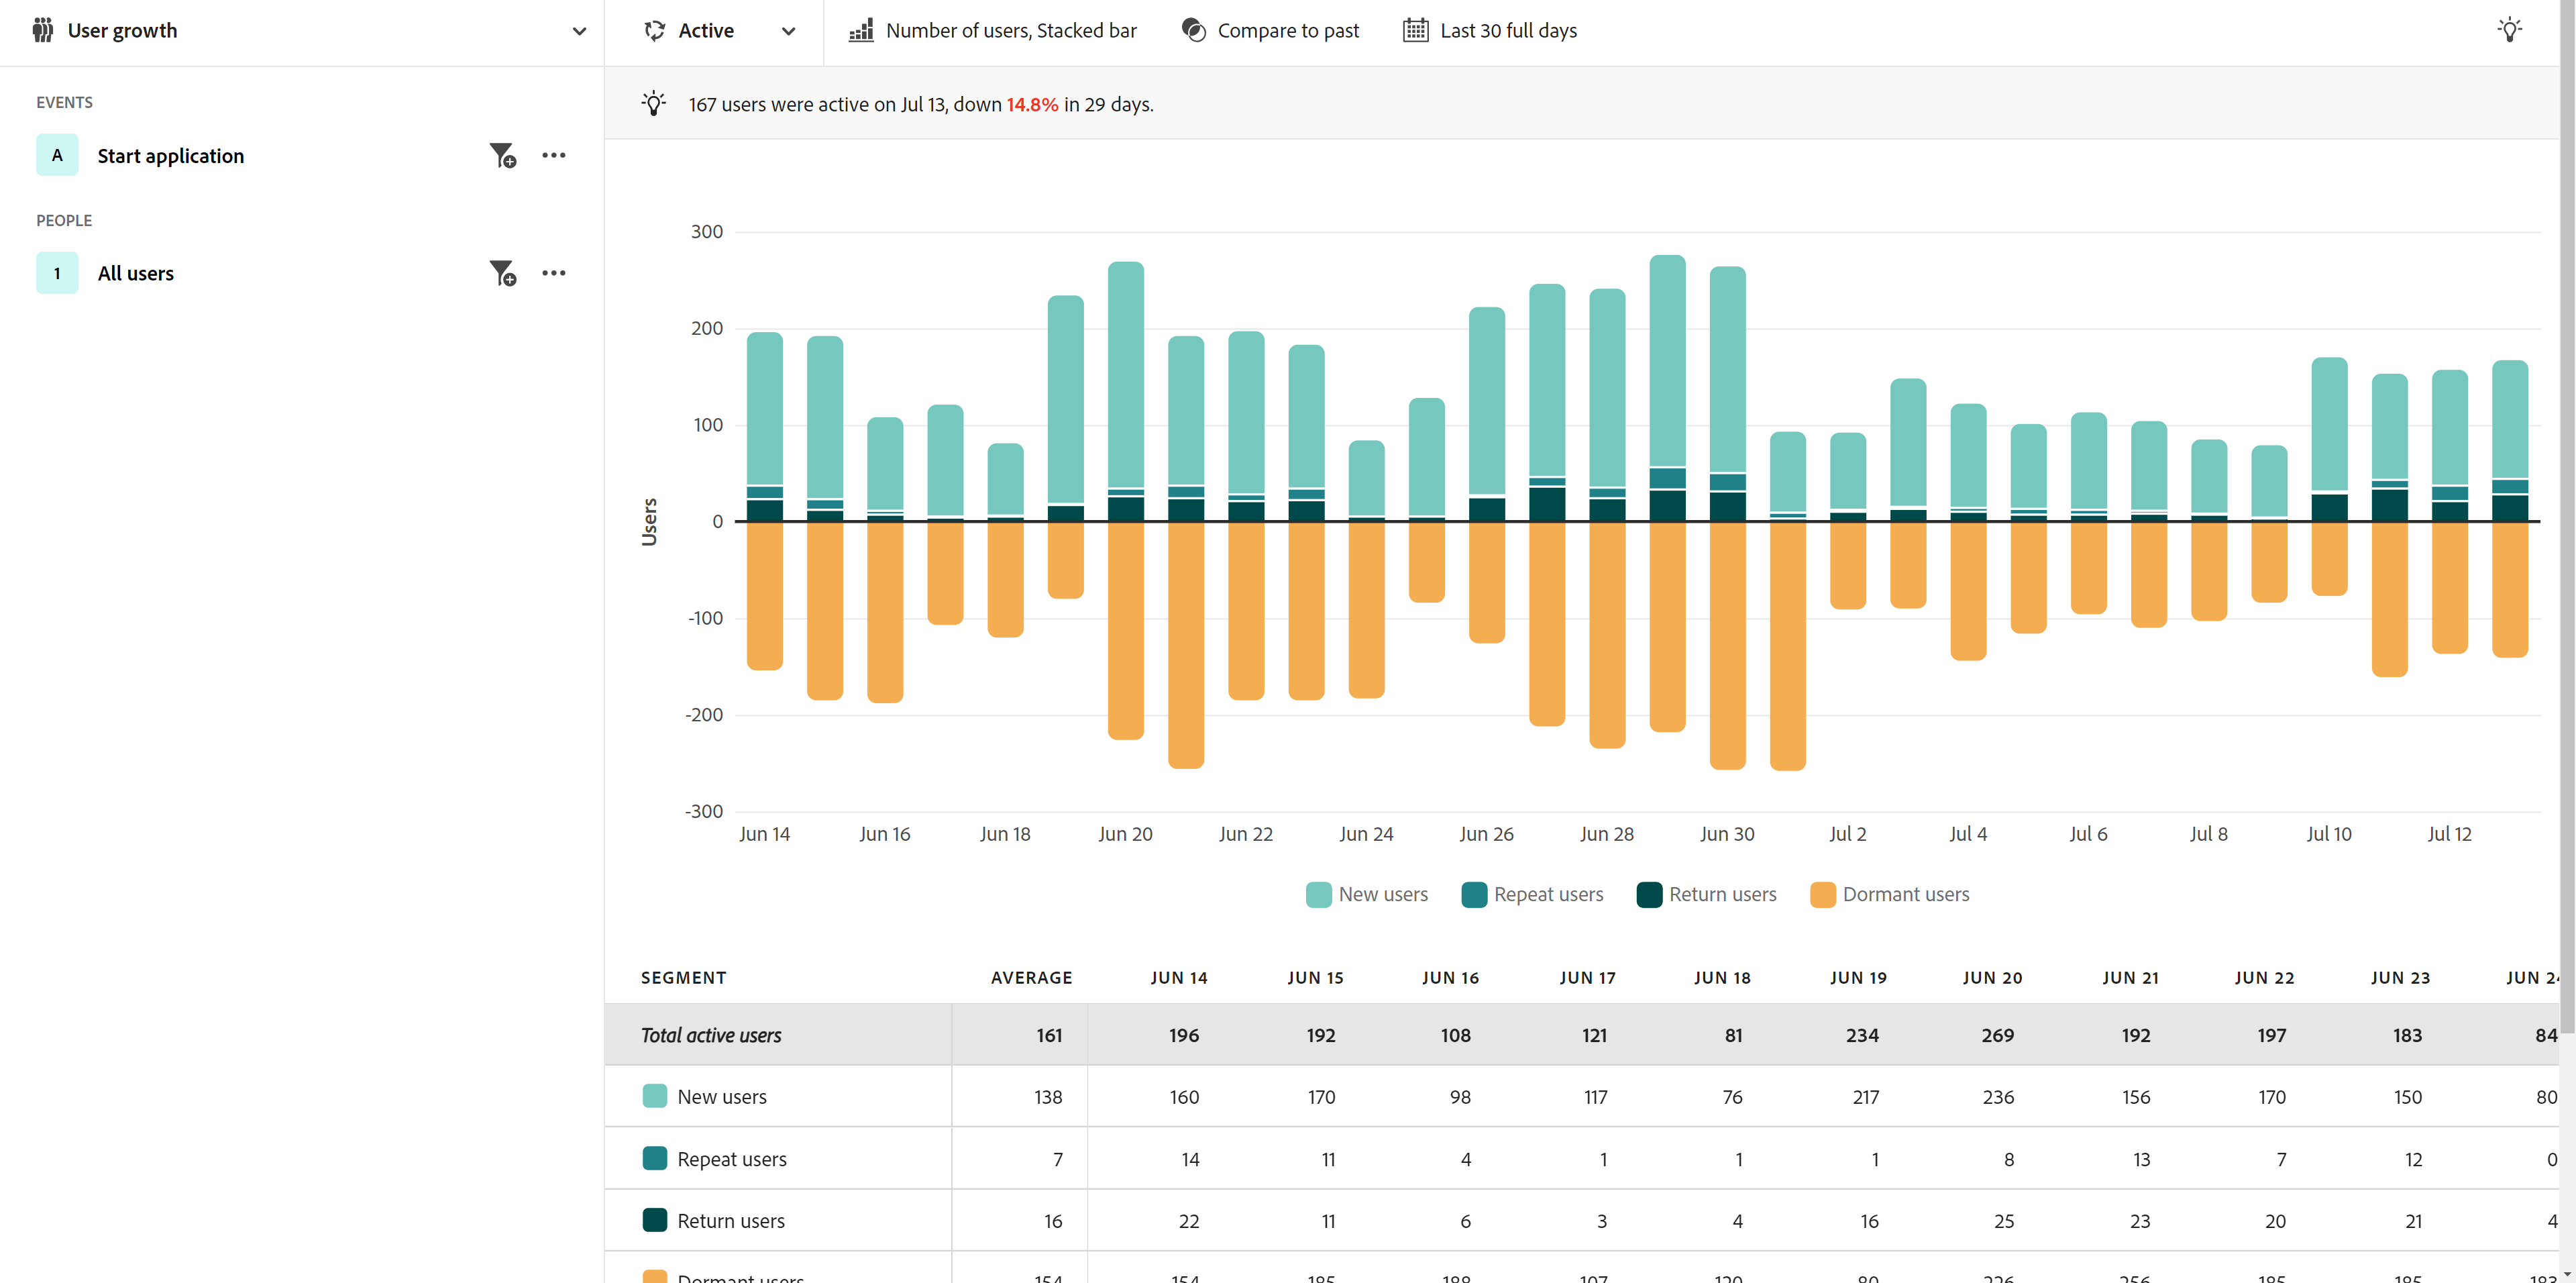 User growth
Active
Number of users, Stacked bar
Compare to past
Last 30 full days
EVENTS
A
Start application
PEOPLE
1
All users
167 users were active on Jul 13, down 14.8% in 29 days.
300
200
100
0
-100
-200
-300
Users
Jun 14 Jun 16 Jun 18 Jun 20 Jun 22 Jun 24 Jun 26 Jun 28 Jun 30 Jul 2 Jul 4 Jul 6 Jul 8 Jul 10 Jul 12
New users Repeat users Return users Dormant users
SEGMENT AVERAGE JUN 14 JUN 15 JUN 16 JUN 17 JUN 18 JUN 19 JUN 20 JUN 21 JUN 22 JUN 23 JUN 24
Total active users 161 196 192 108 121 81 234 269 192 197 183 84
New users 138 160 170 98 117 76 217 236 156 170 150 80
Repeat users 7 14 11 4 1 1 1 8 13 7 12 0
Return users 16 22 11 6 3 4 16 25 23 20 21 4
Dormant users 154 154 185 188 107 120 80 226 256 185 185 183